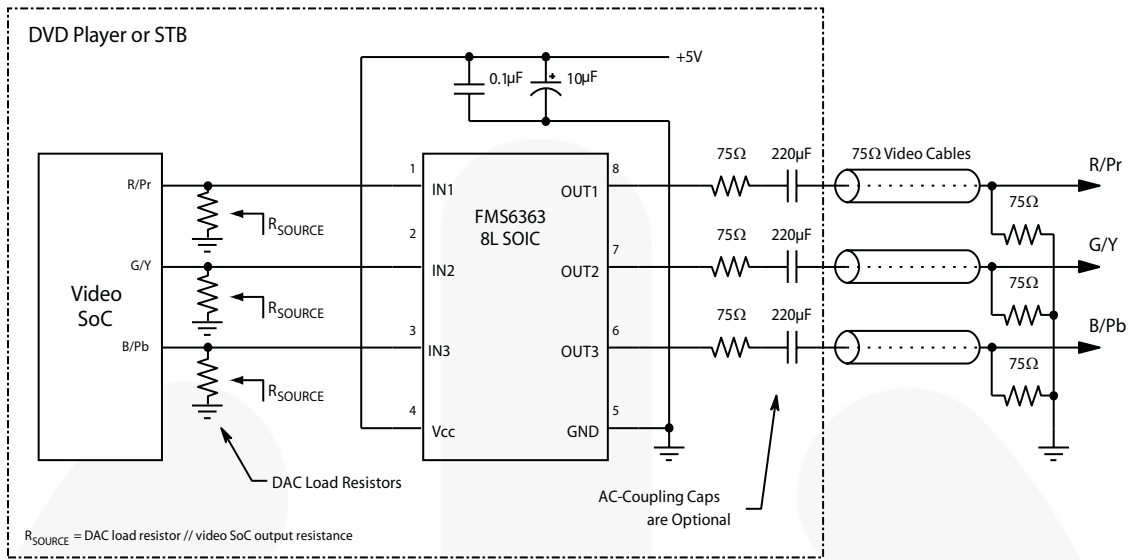 DVD Player or STB
+5V
0.1µF
+
10µF
75Ω
220µF
75Ω Video Cables
R/Pr
R/Pr
1
IN1
8
OUT1
FMS6363
8L SOIC
75Ω
RSOURCE
2
G/Y
IN2
7
OUT2
75Ω
220µF
G/Y
Video
SoC
RSOURCE
75Ω
B/Pb
3
IN3
6
OUT3
75Ω
220µF
B/Pb
RSOURCE
75Ω
4
Vcc
5
GND
DAC Load Resistors
AC-Coupling Caps
are Optional
RSOURCE = DAC load resistor // video SoC output resistance